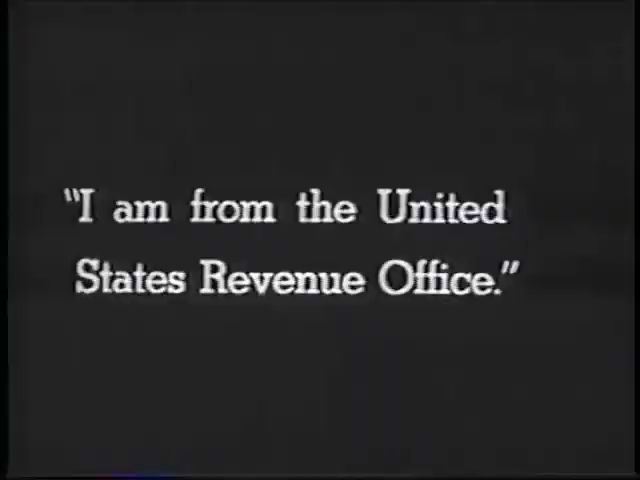 "I am from the United
States Revenue Office."